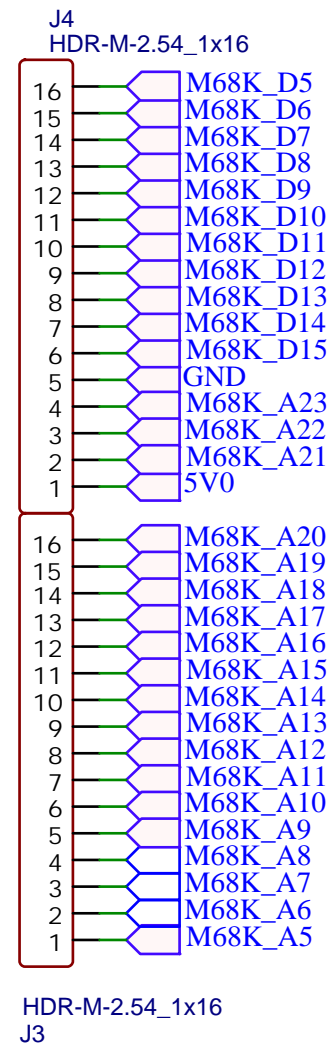 J4
HDR-M-2.54_1x16
16 M68K_D5
15 M68K_D6
14 M68K_D7
13 M68K_D8
12 M68K_D9
11 M68K_D10
10 M68K_D11
9 M68K_D12
8 M68K_D13
7 M68K_D14
6 M68K_D15
5 GND
4 M68K_A23
3 M68K_A22
2 M68K_A21
1 5V0
16 M68K_A20
15 M68K_A19
14 M68K_A18
13 M68K_A17
12 M68K_A16
11 M68K_A15
10 M68K_A14
9 M68K_A13
8 M68K_A12
7 M68K_A11
6 M68K_A10
5 M68K_A9
4 M68K_A8
3 M68K_A7
2 M68K_A6
1 M68K_A5
HDR-M-2.54_1x16
J3